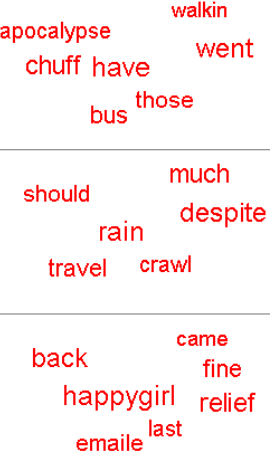 walkin
apocalypse
went
chuff have
those
bus
much
should
despite
rain
travel crawl
came
back
fine
happygirl relief
last
emaile